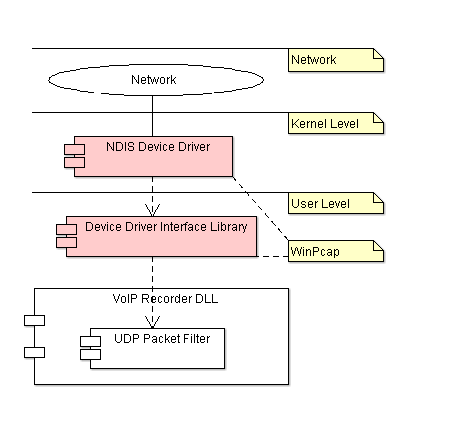 Network
Network
Kernel Level
NDIS Device Driver
User Level
Device Driver Interface Library
WinPcap
VoIP Recorder DLL
UDP Packet Filter